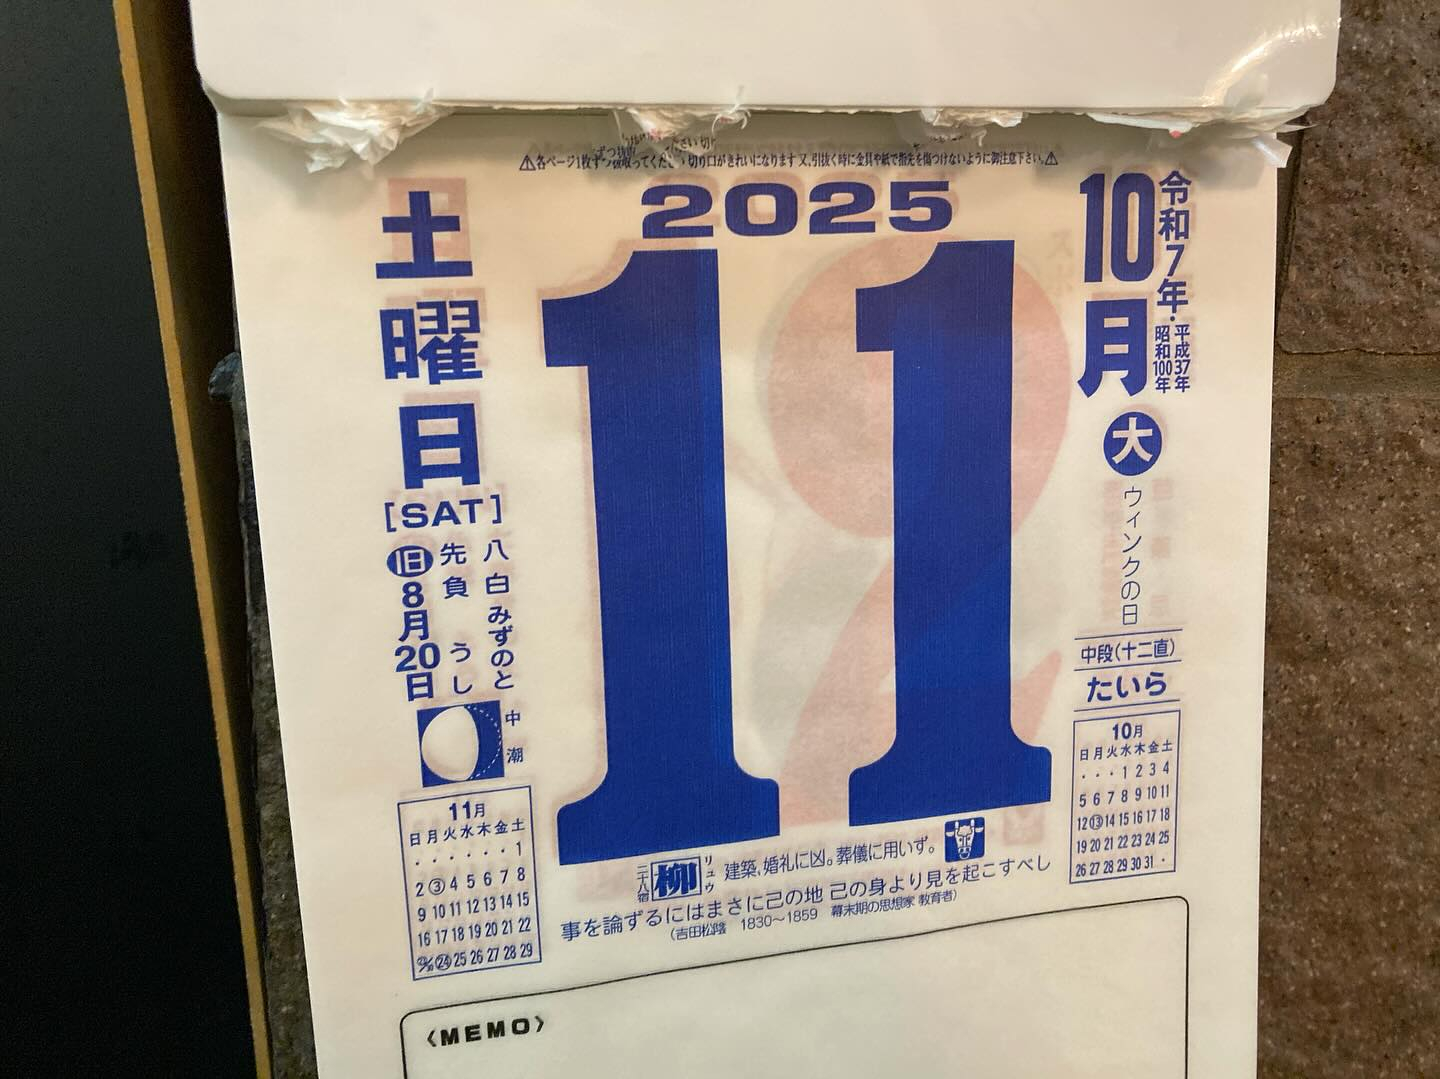 ⚠各ページ1枚ずつ切取ってください 切り口がきれいになります 又、引抜く時に金具や紙で指先を傷つけないように御注意下さい。⚠
2025
10月
令和7年・平成37年
昭和100年
大
ウィンクの日
中段(十二直)
たいら
土曜日
[SAT]
旧8月20日
先負 うし
八白 みずのと
中潮
11
11月
日月火水木金土
・・・・・・1
2 3 4 5 6 7 8
9 10 11 12 13 14 15
16 17 18 19 20 21 22
23/30 24 25 26 27 28 29
10月
日月火水木金土
・・・1 2 3 4
5 6 7 8 9 10 11
12 13 14 15 16 17 18
19 20 21 22 23 24 25
26 27 28 29 30 31 ・
二十八宿 柳 リュウ 建築、婚礼に凶。葬儀に用いず。
事を論ずるにはまさに己の地 己の身より見を起こすべし
(吉田松陰 1830〜1859 幕末期の思想家 教育者)
〈MEMO〉